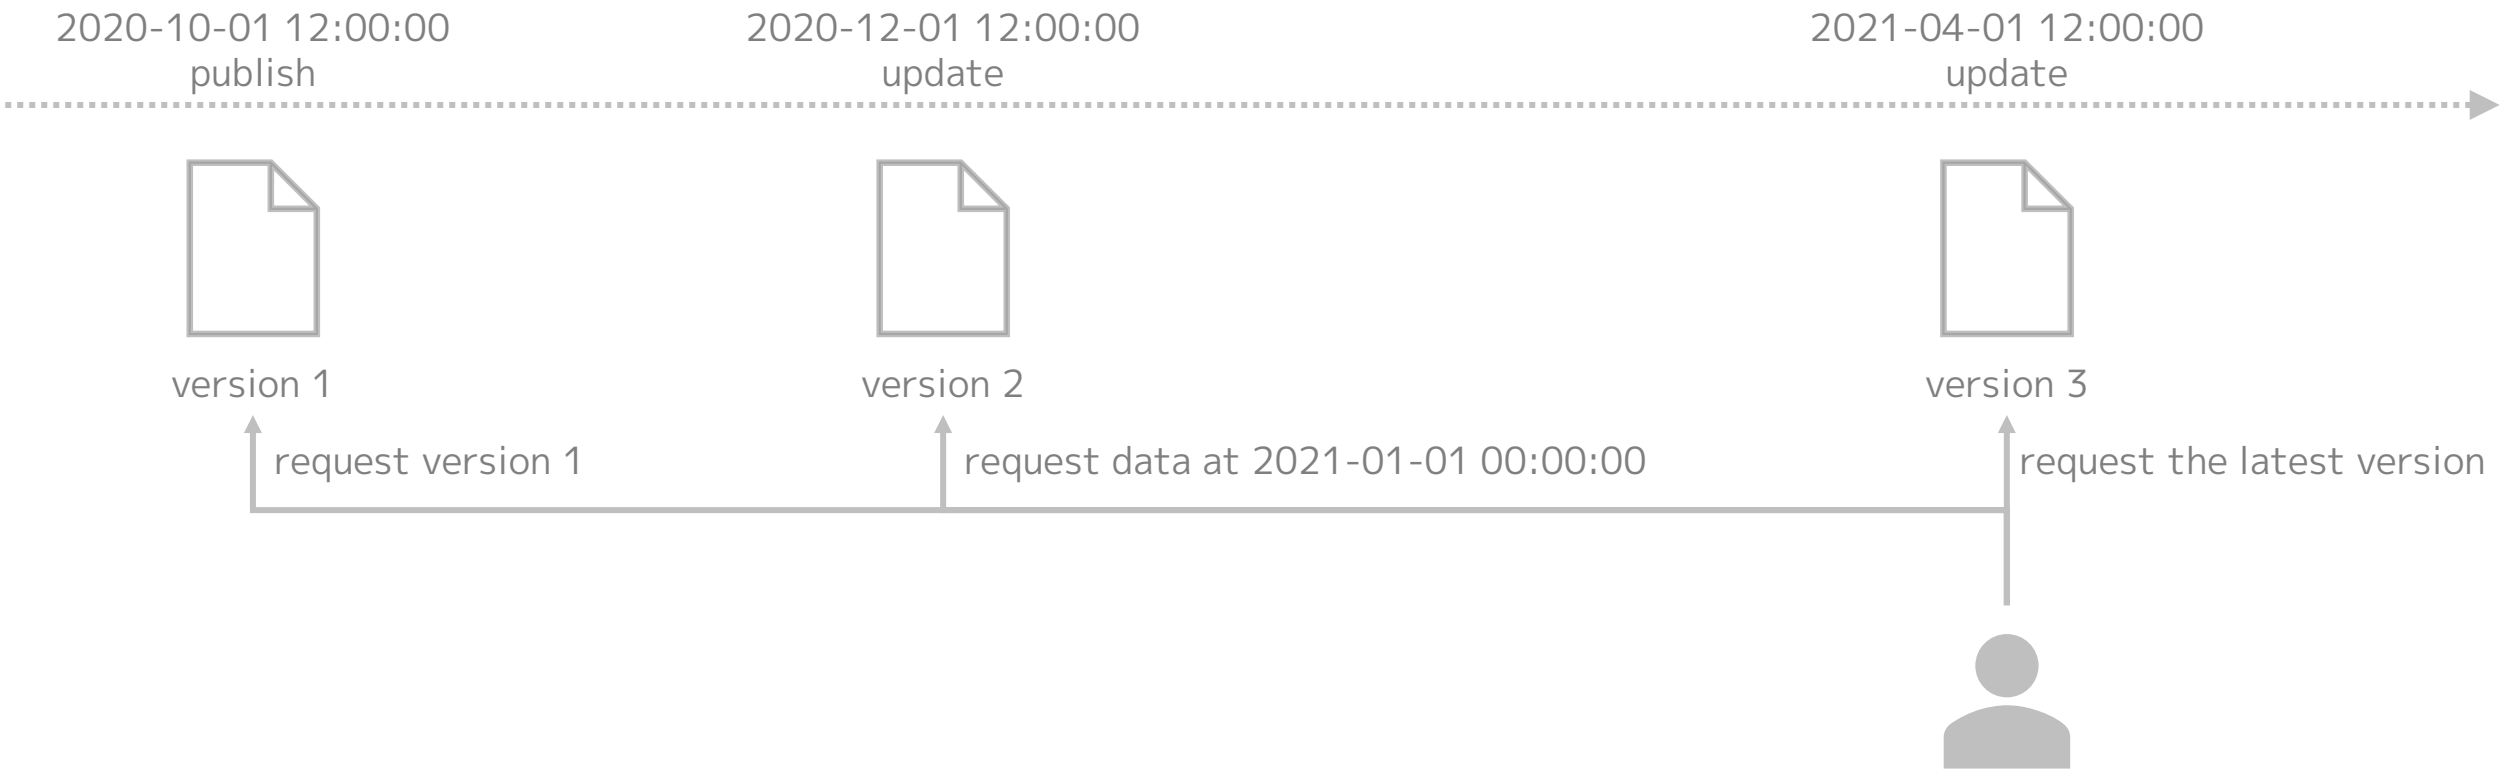 2020-10-01 12:00:00
publish
2020-12-01 12:00:00
update
2021-04-01 12:00:00
update
version 1
version 2
version 3
request version 1
request data at 2021-01-01 00:00:00
request the latest version